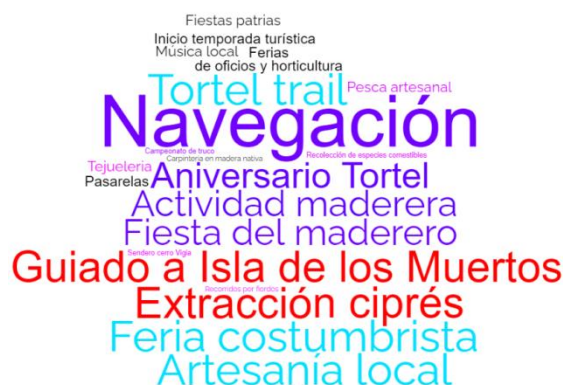 Fiestas patrias
Inicio temporada turística
Música local Ferias
de oficios y horticultura
Tortel trail Pesca artesanal
Navegación
Campeonato de truco
Carpinteria en madera nativa
Recolección de especies comestibles
Tejueleria
Pasarelas Aniversario Tortel
Actividad maderera
Fiesta del maderero
Sendero cerro Vigía
Guiado a Isla de los Muertos
Recorridos por fiordos
Extracción ciprés
Feria costumbrista
Artesanía local